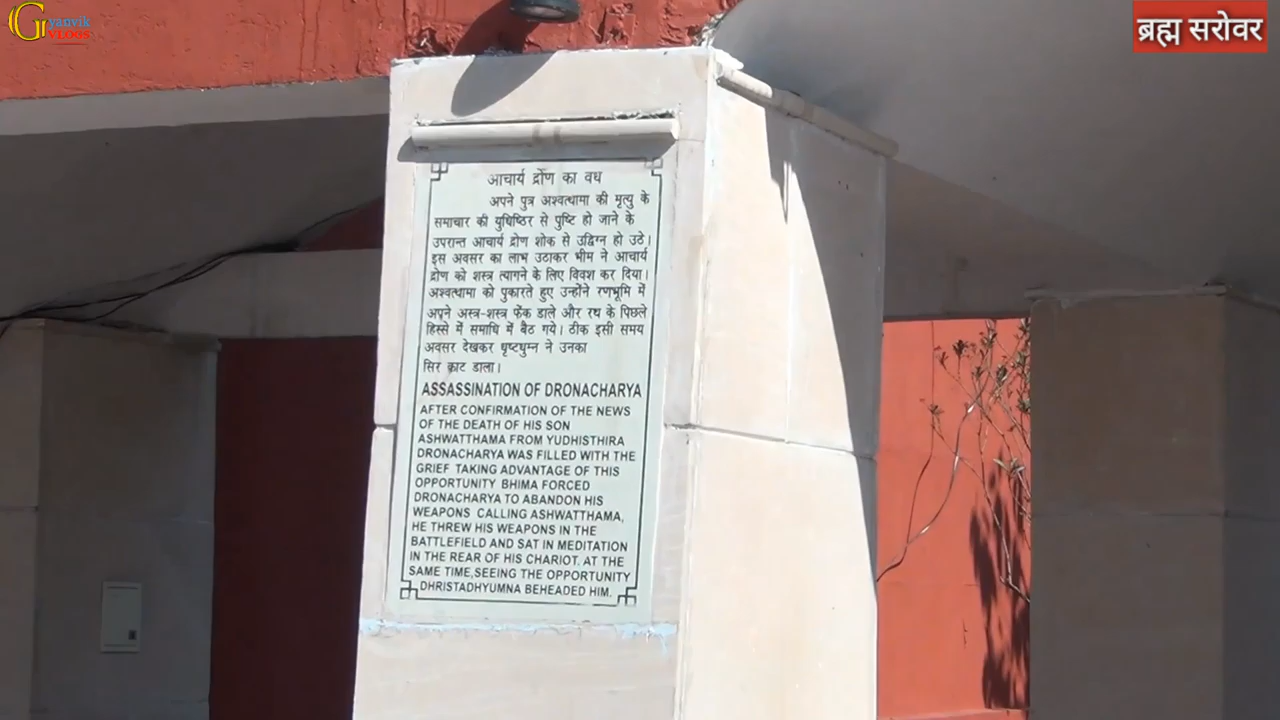 Gyanvik
VLOGS
ब्रह्म सरोवर
आचार्य द्रोण का वध
अपने पुत्र अश्वत्थामा की मृत्यु के
समाचार की युधिष्ठिर से पुष्टि हो जाने के
उपरान्त आचार्य द्रोण शोक से उद्विग्न हो उठे।
इस अवसर का लाभ उठाकर भीम ने आचार्य
द्रोण को शस्त्र त्यागने के लिए विवश कर दिया।
अश्वत्थामा को पुकारते हुए उन्होंने रणभूमि में
अपने अस्त्र-शस्त्र फेंक डाले और रथ के पिछले
हिस्से में समाधि में बैठ गये। ठीक इसी समय
अवसर देखकर धृष्टद्युम्न ने उनका
सिर काट डाला।
ASSASSINATION OF DRONACHARYA
AFTER CONFIRMATION OF THE NEWS
OF THE DEATH OF HIS SON
ASHWATTHAMA FROM YUDHISTHIRA
DRONACHARYA WAS FILLED WITH THE
GRIEF TAKING ADVANTAGE OF THIS
OPPORTUNITY BHIMA FORCED
DRONACHARYA TO ABANDON HIS
WEAPONS CALLING ASHWATTHAMA,
HE THREW HIS WEAPONS IN THE
BATTLEFIELD AND SAT IN MEDITATION
IN THE REAR OF HIS CHARIOT. AT THE
SAME TIME,SEEING THE OPPORTUNITY
DHRISTADHYUMNA BEHEADED HIM.